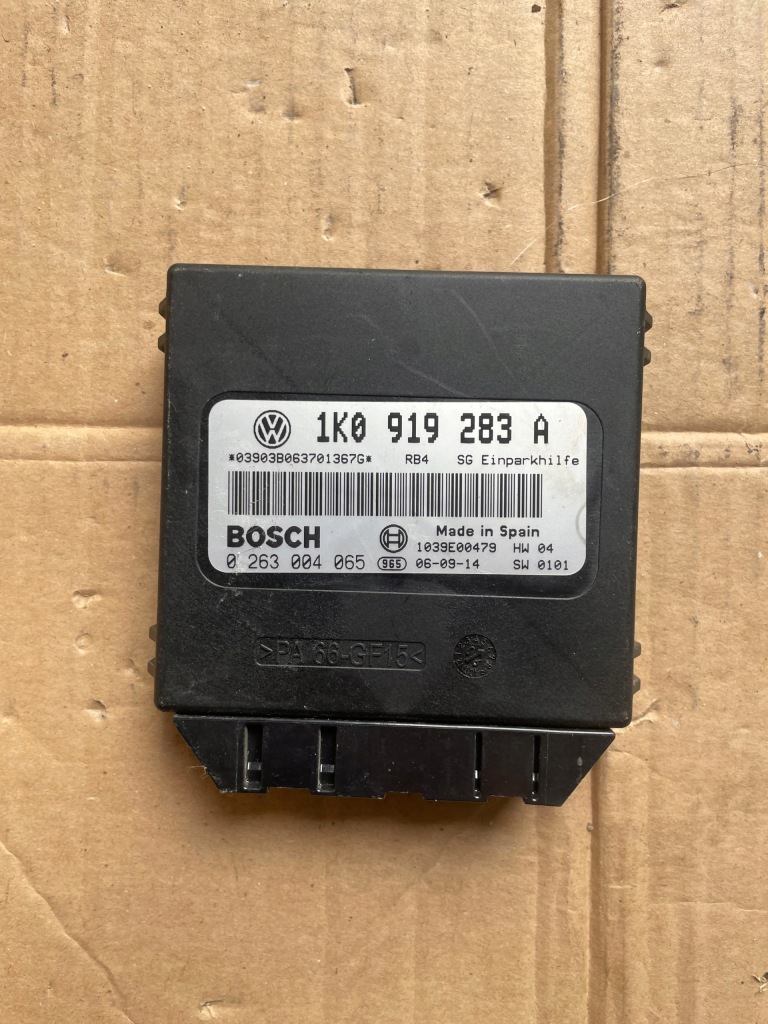 1K0 919 283 A
*03903B063701367G* RB4 SG Einparkhilfe
BOSCH Made in Spain
1039E00479 HW 04
0 263 004 065 965 06-09-14 SW 0101
>PA 66-GF15<